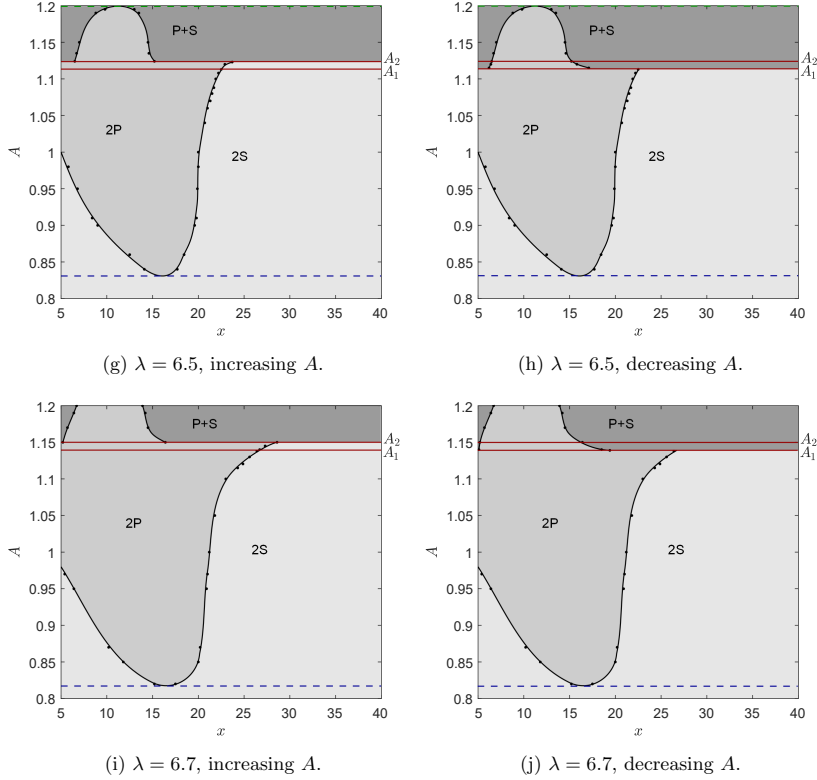 1.2
1.15
1.1
1.05
1
0.95
0.9
0.85
0.8
A
P+S
2P
2S
A2
A1
5 10 15 20 25 30 35 40
x
(g) λ = 6.5, increasing A.
1.2
1.15
1.1
1.05
1
0.95
0.9
0.85
0.8
A
P+S
2P
2S
A2
A1
5 10 15 20 25 30 35 40
x
(h) λ = 6.5, decreasing A.
1.2
1.15
1.1
1.05
1
0.95
0.9
0.85
0.8
A
P+S
2P
2S
A2
A1
5 10 15 20 25 30 35 40
x
(i) λ = 6.7, increasing A.
1.2
1.15
1.1
1.05
1
0.95
0.9
0.85
0.8
A
P+S
2P
2S
A2
A1
5 10 15 20 25 30 35 40
x
(j) λ = 6.7, decreasing A.